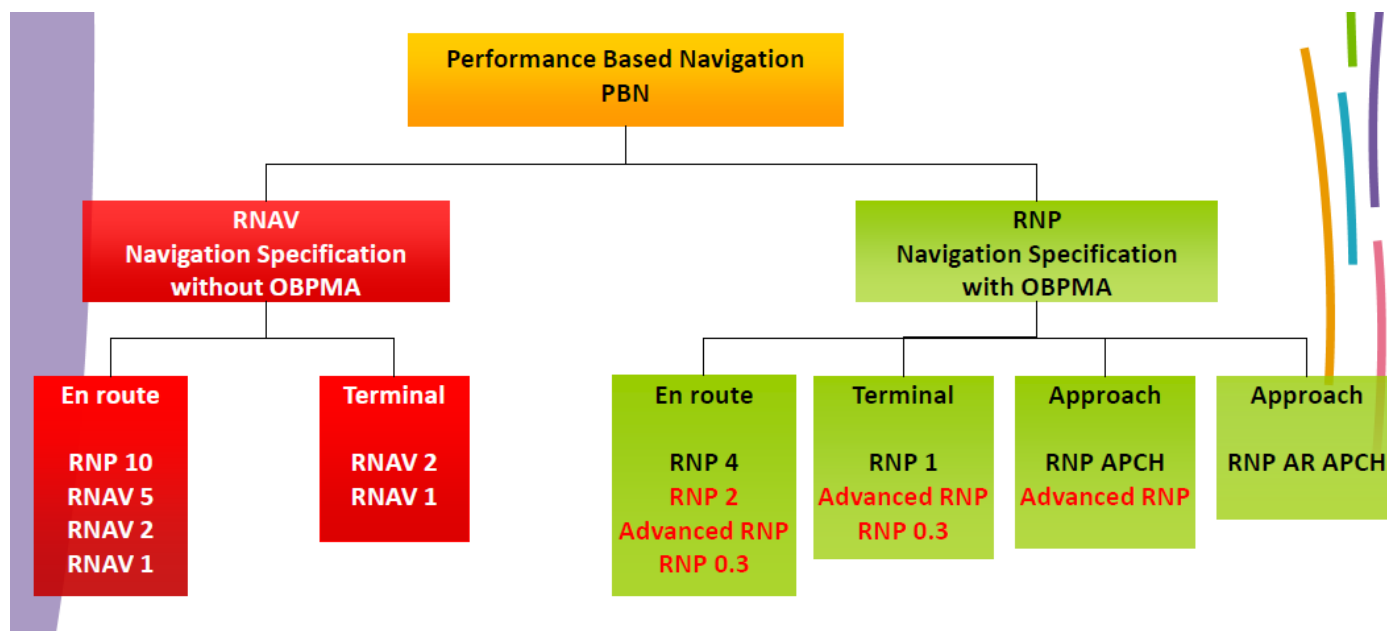 Performance Based Navigation
PBN
RNAV
Navigation Specification
without OBPMA
RNP
Navigation Specification
with OBPMA
En route
RNP 10
RNAV 5
RNAV 2
RNAV 1
Terminal
RNAV 2
RNAV 1
En route
RNP 4
RNP 2
Advanced RNP
RNP 0.3
Terminal
RNP 1
Advanced RNP
RNP 0.3
Approach
RNP APCH
Advanced RNP
Approach
RNP AR APCH